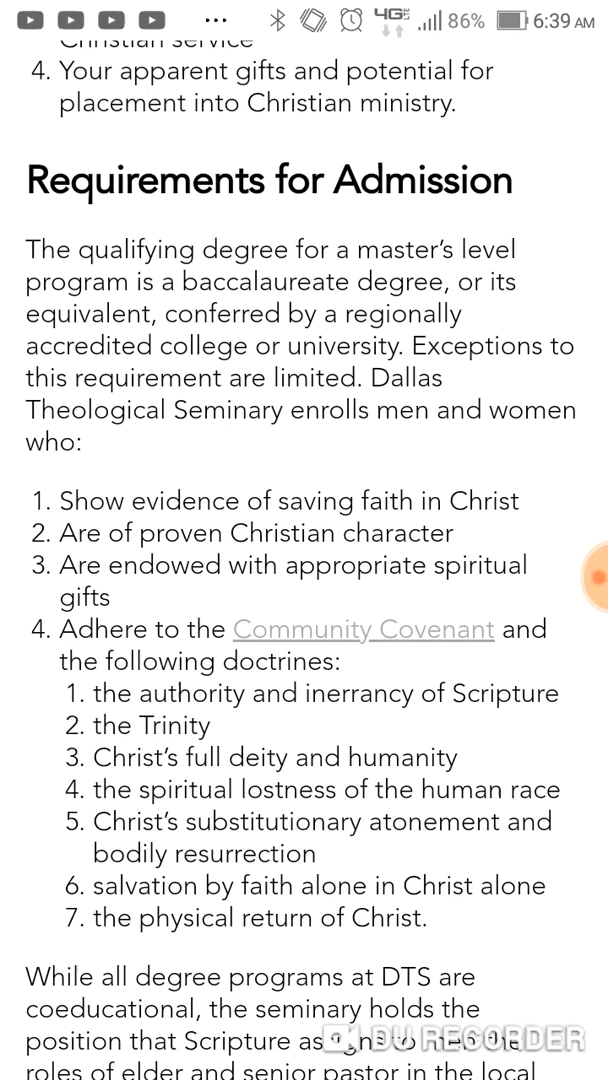 4G
86%
6:39 AM
Christian service
4. Your apparent gifts and potential for
placement into Christian ministry.
Requirements for Admission
The qualifying degree for a master's level
program is a baccalaureate degree, or its
equivalent, conferred by a regionally
accredited college or university. Exceptions to
this requirement are limited. Dallas
Theological Seminary enrolls men and women
who:
1. Show evidence of saving faith in Christ
2. Are of proven Christian character
3. Are endowed with appropriate spiritual
gifts
4. Adhere to the Community Covenant and
the following doctrines:
1. the authority and inerrancy of Scripture
2. the Trinity
3. Christ's full deity and humanity
4. the spiritual lostness of the human race
5. Christ's substitutionary atonement and
bodily resurrection
6. salvation by faith alone in Christ alone
7. the physical return of Christ.
While all degree programs at DTS are
coeducational, the seminary holds the
position that Scripture
DU RECORDER
roles of elder and senior pastor in the local